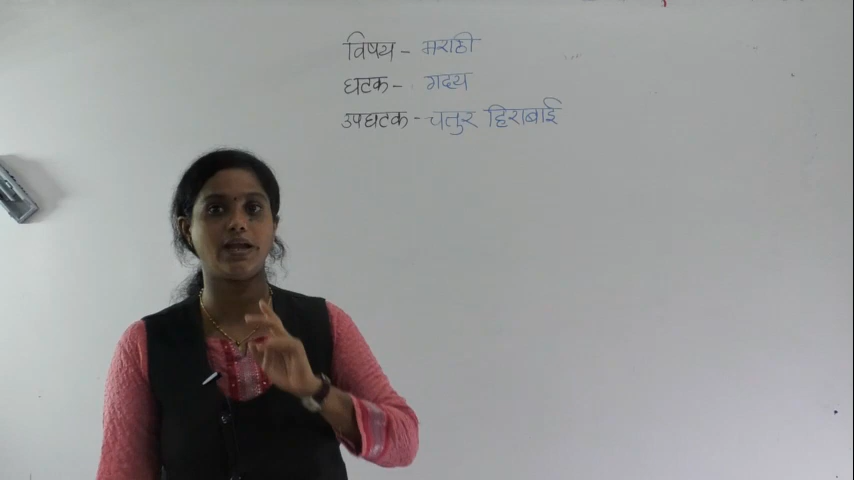 विषय - मराठी
घटक - गद्य
उपघटक - चतुर हिराबाई